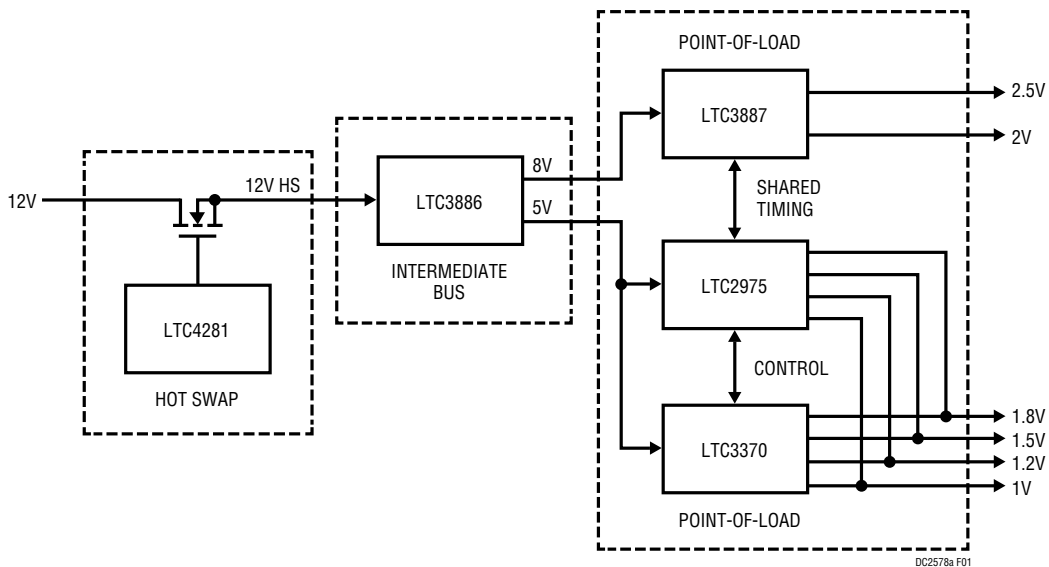 12V
12V HS
LTC4281
HOT SWAP
LTC3886
INTERMEDIATE
BUS
8V
5V
POINT-OF-LOAD
LTC3887
2.5V
2V
SHARED
TIMING
LTC2975
CONTROL
LTC3370
1.8V
1.5V
1.2V
1V
POINT-OF-LOAD
DC2578a F01